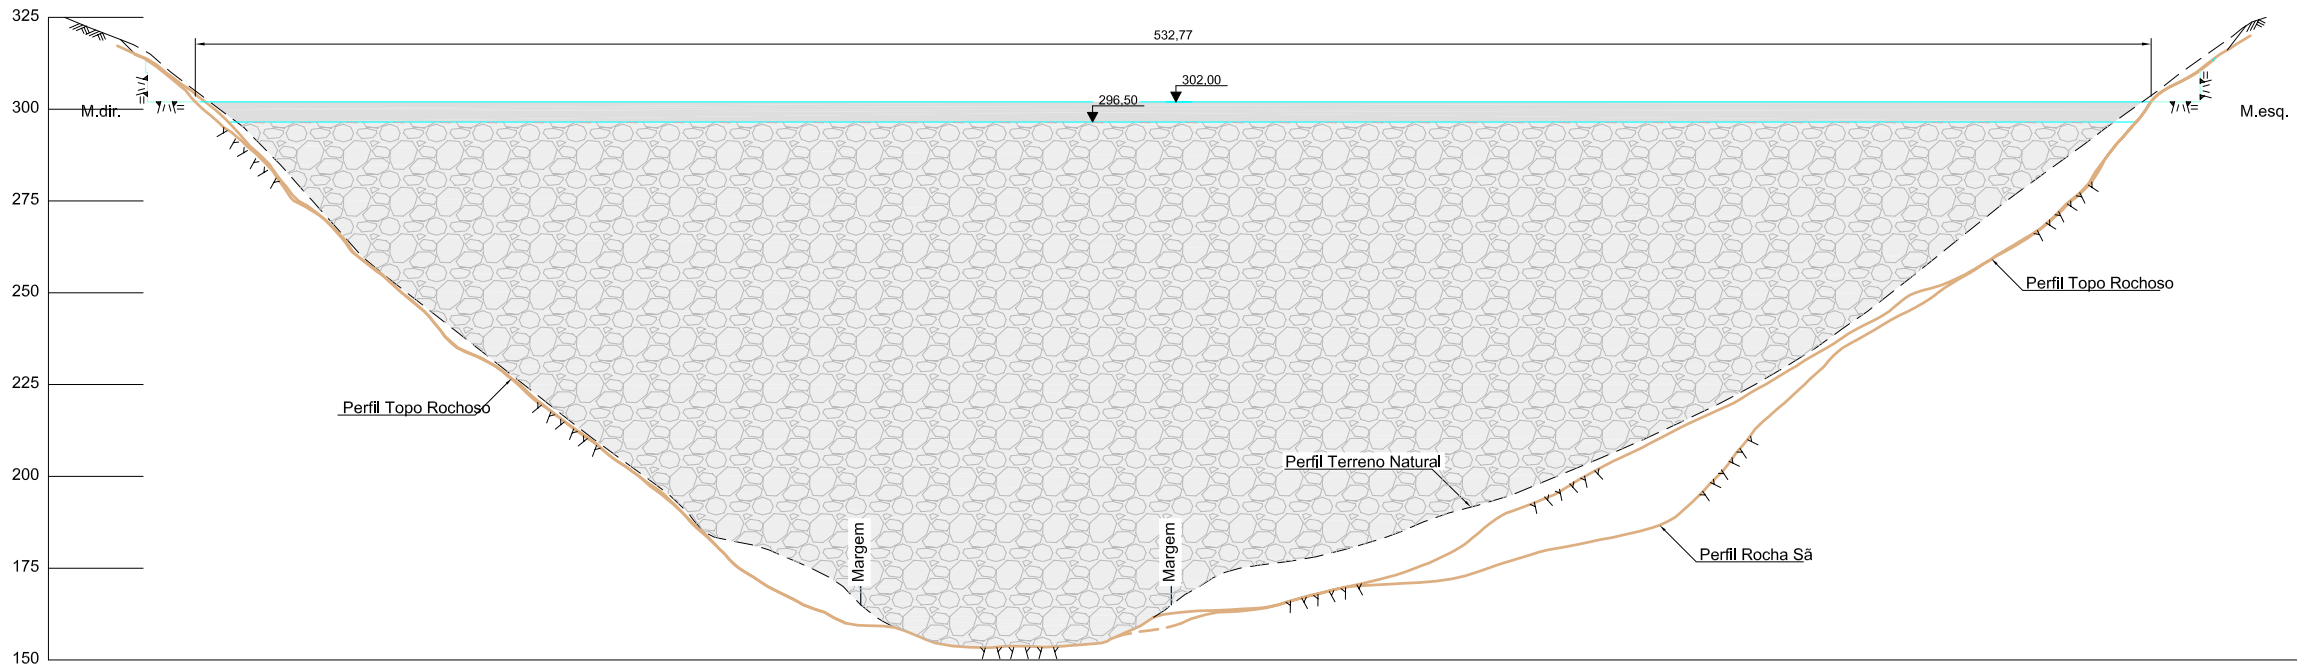 325
532,77
302,00
300
296,50
M.dir.
M.esq.
275
250
Perfil Topo Rochoso
225
Perfil Topo Rochoso
200
Perfil Terreno Natural
Margem
Margem
Perfil Rocha Sã
175
150